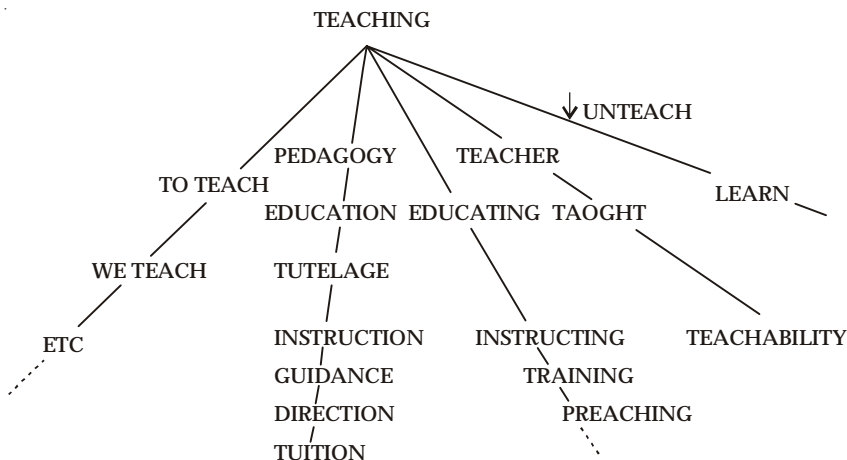 TEACHING
UNTEACH
PEDAGOGY TEACHER
TO TEACH LEARN
EDUCATION EDUCATING TAOGHT
WE TEACH TUTELAGE
ETC INSTRUCTION INSTRUCTING TEACHABILITY
GUIDANCE TRAINING
DIRECTION PREACHING
TUITION